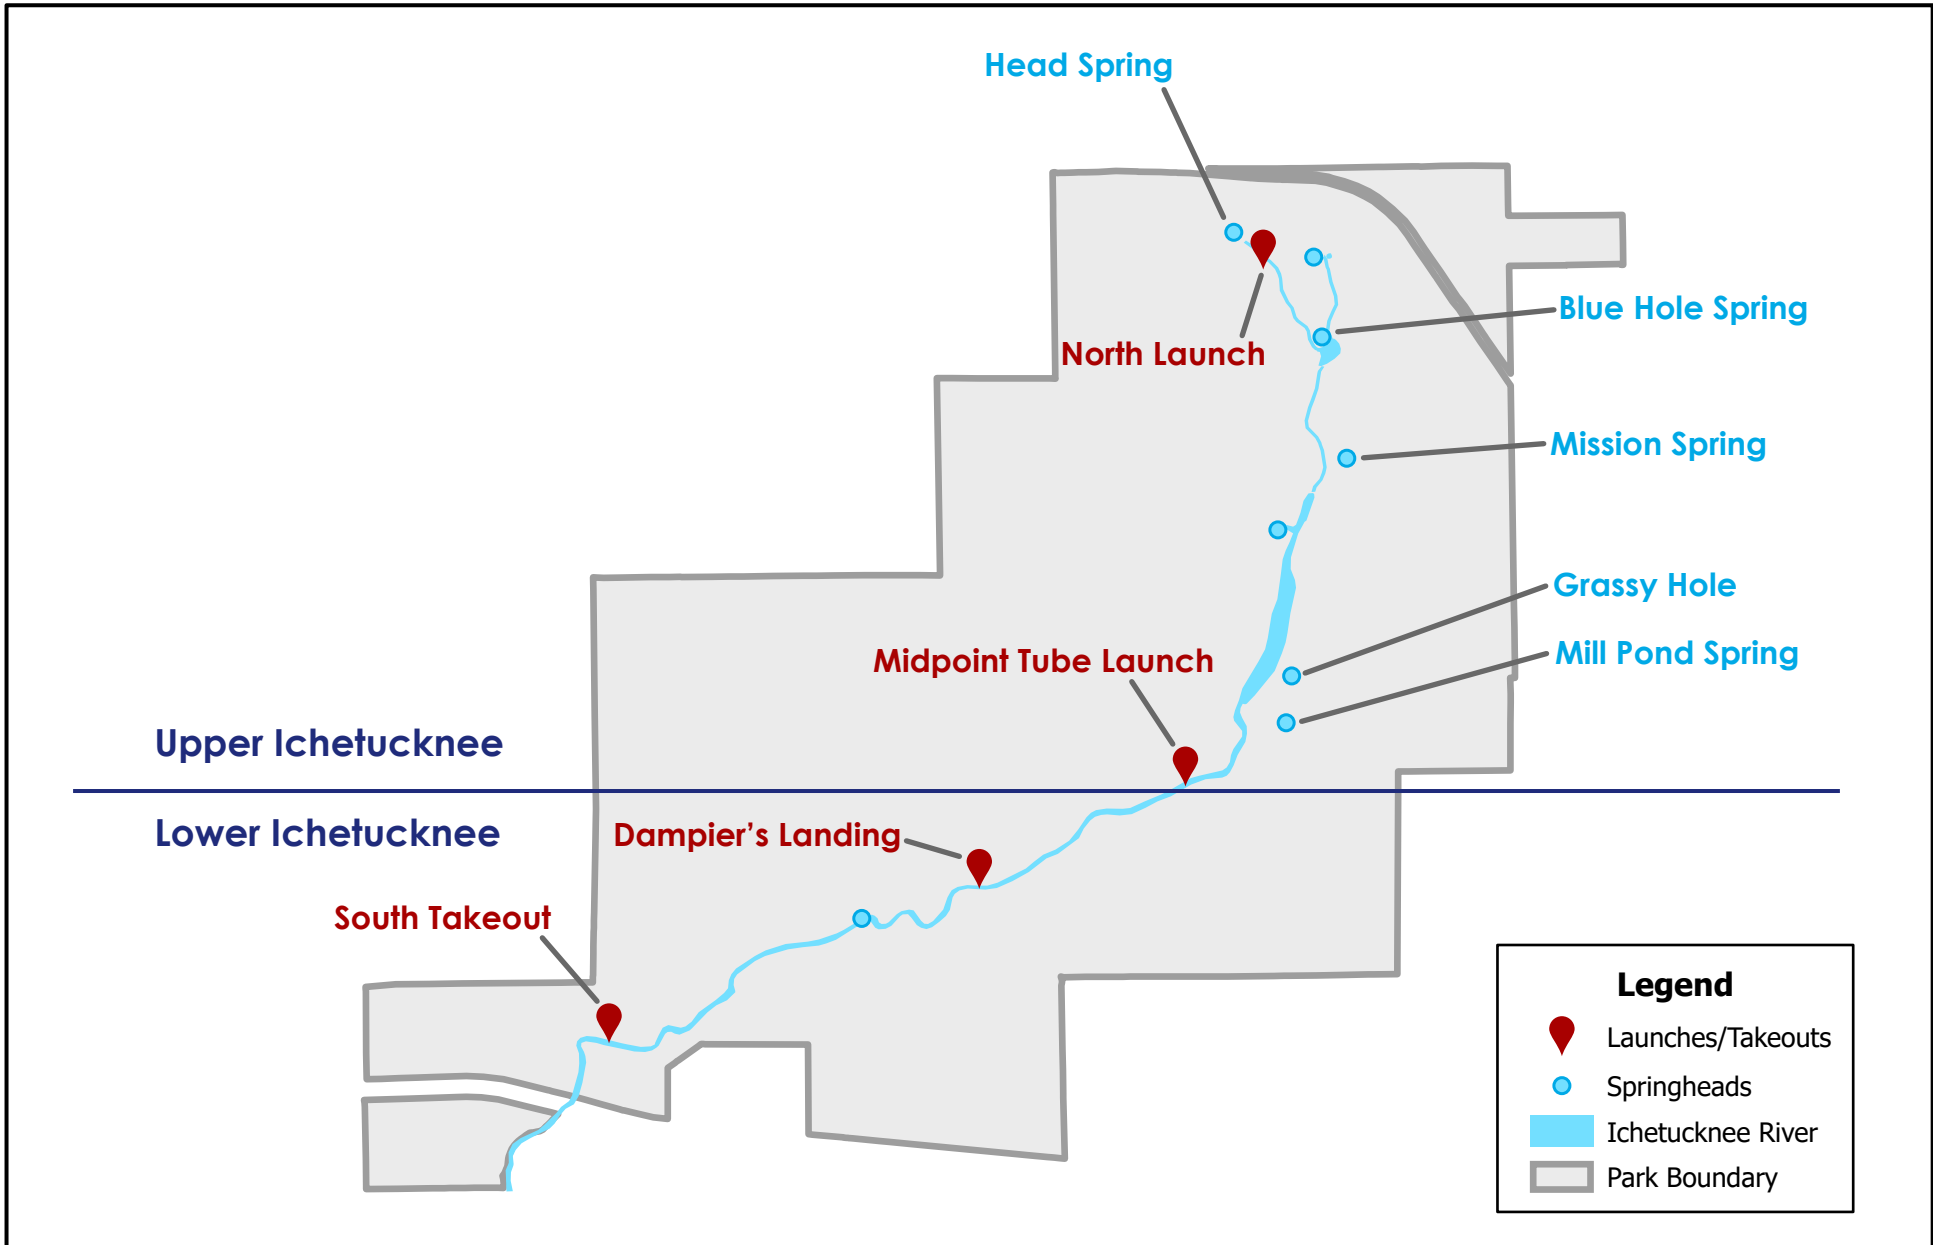 Head Spring
Blue Hole Spring
North Launch
Mission Spring
Grassy Hole
Midpoint Tube Launch
Mill Pond Spring
Upper Ichetucknee
Lower Ichetucknee
Dampier’s Landing
South Takeout
Legend
Launches/Takeouts
Springheads
Ichetucknee River
Park Boundary